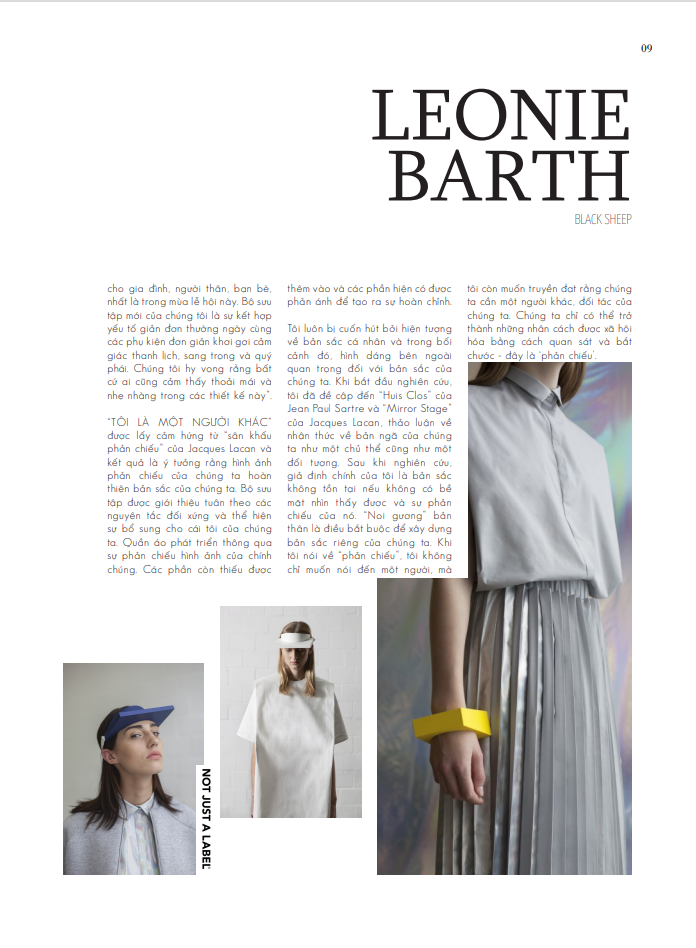 09
LEONIE
BARTH
BLACK SHEEP
cho gia đình, người thân, bạn bè,
nhất là trong mùa lễ hội này. Bộ sưu
tập mới của chúng tôi là sự kết hợp
yếu tố giản đơn thường ngày cùng
các phụ kiện đơn giản khơi gợi cảm
giác thanh lịch, sang trọng và quý
phái. Chúng tôi hy vọng rằng bất
cứ ai cũng cảm thấy thoải mái và
nhẹ nhàng trong các thiết kế này”.
“TÔI LÀ MỘT NGƯỜI KHÁC”
được lấy cảm hứng từ “sân khấu
phản chiếu” của Jacques Lacan và
kết quả là ý tưởng rằng hình ảnh
phản chiếu của chúng ta hoàn
thiện bản sắc của chúng ta. Bộ sưu
tập được giới thiệu tuân theo các
nguyên tắc đối xứng và thể hiện
sự bổ sung cho cái tôi của chúng
ta. Quần áo phát triển thông qua
sự phản chiếu hình ảnh của chính
chúng. Các phần còn thiếu được
thêm vào và các phần hiện có được
phản ánh để tạo ra sự hoàn chỉnh.
Tôi luôn bị cuốn hút bởi hiện tượng
về bản sắc cá nhân và trong bối
cảnh đó, hình dáng bên ngoài
quan trọng đối với bản sắc của
chúng ta. Khi bắt đầu nghiên cứu,
tôi đã đề cập đến “Huis Clos” của
Jean Paul Sartre và “Mirror Stage”
của Jacques Lacan, thảo luận về
nhận thức về bản ngã của chúng
ta như một chủ thể cũng như một
đối tượng. Sau khi nghiên cứu,
giả định chính của tôi là bản sắc
không tồn tại nếu không có bề
mặt nhìn thấy được và sự phản
chiếu của nó. “Noi gương” bản
thân là điều bắt buộc để xây dựng
bản sắc riêng của chúng ta. Khi
tôi nói về “phản chiếu”, tôi không
chỉ muốn nói đến một người, mà
tôi còn muốn truyền đạt rằng chúng
ta cần một người khác, đối tác của
chúng ta. Chúng ta chỉ có thể trở
thành những nhân cách được xã hội
hóa bằng cách quan sát và bắt
chước - đây là ‘phản chiếu’.
NOT JUST A LABEL